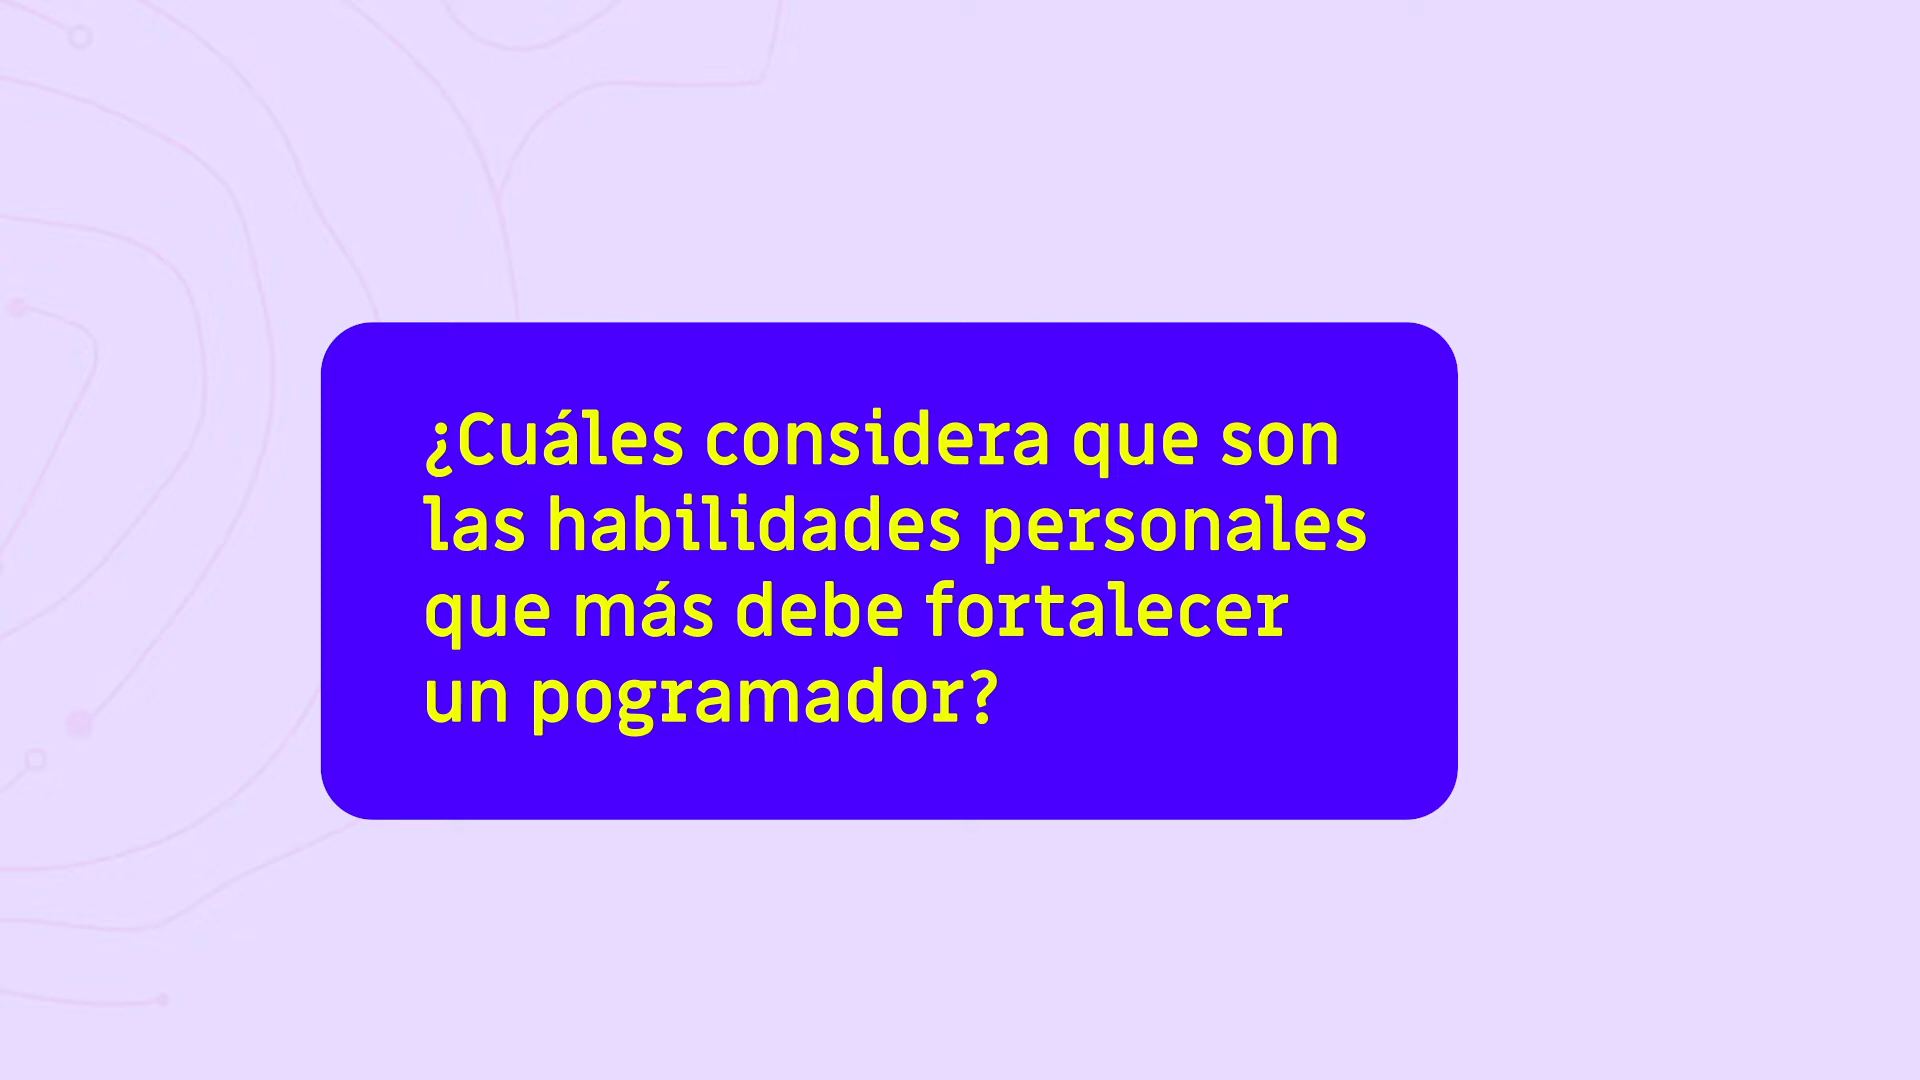 ¿Cuáles considera que son
las habilidades personales
que más debe fortalecer
un pogramador?